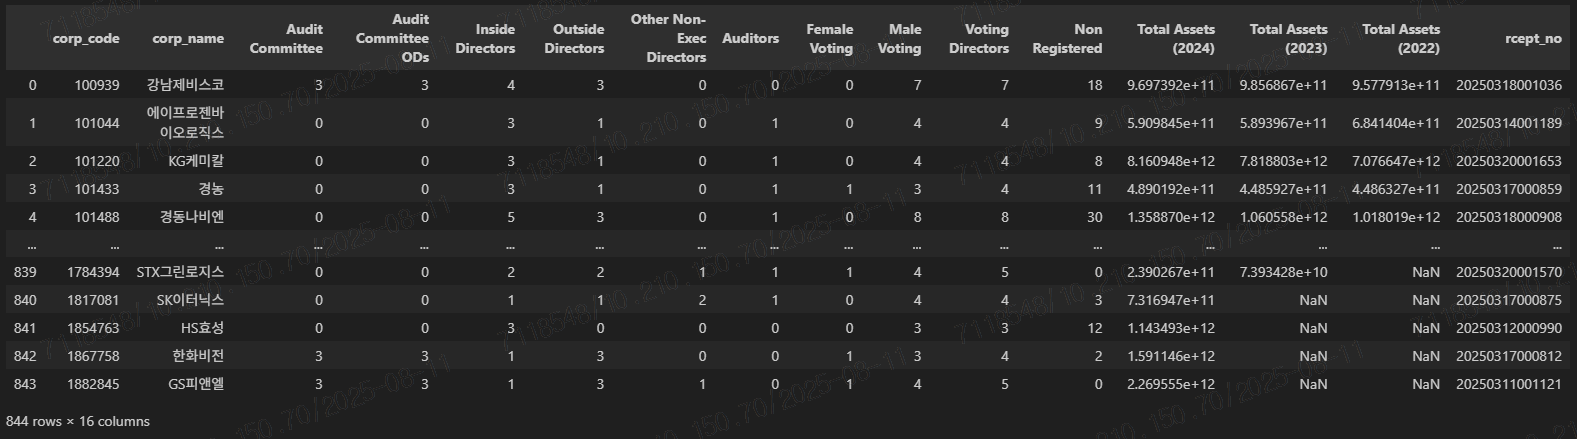 corp_code corp_name Audit Committee Audit Committee ODs Inside Directors Outside Directors Other Non-Exec Directors Auditors Female Voting Male Voting Voting Directors Non Registered Total Assets (2024) Total Assets (2023) Total Assets (2022) rcept_no
0 100939 강남제비스코 3 3 4 3 0 0 0 7 7 18 9.697392e+11 9.856867e+11 9.577913e+11 20250318001036
1 101044 에이프로젠바이오로직스 0 0 3 1 0 1 0 4 4 9 5.909845e+11 5.893967e+11 6.841404e+11 20250314001189
2 101220 KG케미칼 0 0 3 1 0 1 0 4 4 8 8.160948e+12 7.818803e+12 7.076647e+12 20250320001653
3 101433 경농 0 0 3 1 0 1 1 3 4 11 4.890192e+11 4.485927e+11 4.486327e+11 20250317000859
4 101488 경동나비엔 0 0 5 3 0 1 0 8 8 30 1.358870e+12 1.060558e+12 1.018019e+12 20250318000908
... ... ... ... ... ... ... ... ... ... ... ... ... ... ... ... ...
839 1784394 STX그린로지스 0 0 2 2 1 1 1 4 5 0 2.390267e+11 7.393428e+10 NaN 20250320001570
840 1817081 SK이터닉스 0 0 1 1 2 1 0 4 4 3 7.316947e+11 NaN NaN 20250317000875
841 1854763 HS효성 0 0 3 0 0 0 0 3 3 12 1.143493e+12 NaN NaN 20250312000990
842 1867758 한화비전 3 3 1 3 0 0 1 3 4 2 1.591146e+12 NaN NaN 20250317000812
843 1882845 GS피앤엘 3 3 1 3 1 0 1 4 5 0 2.269555e+12 NaN NaN 20250311001121
844 rows × 16 columns